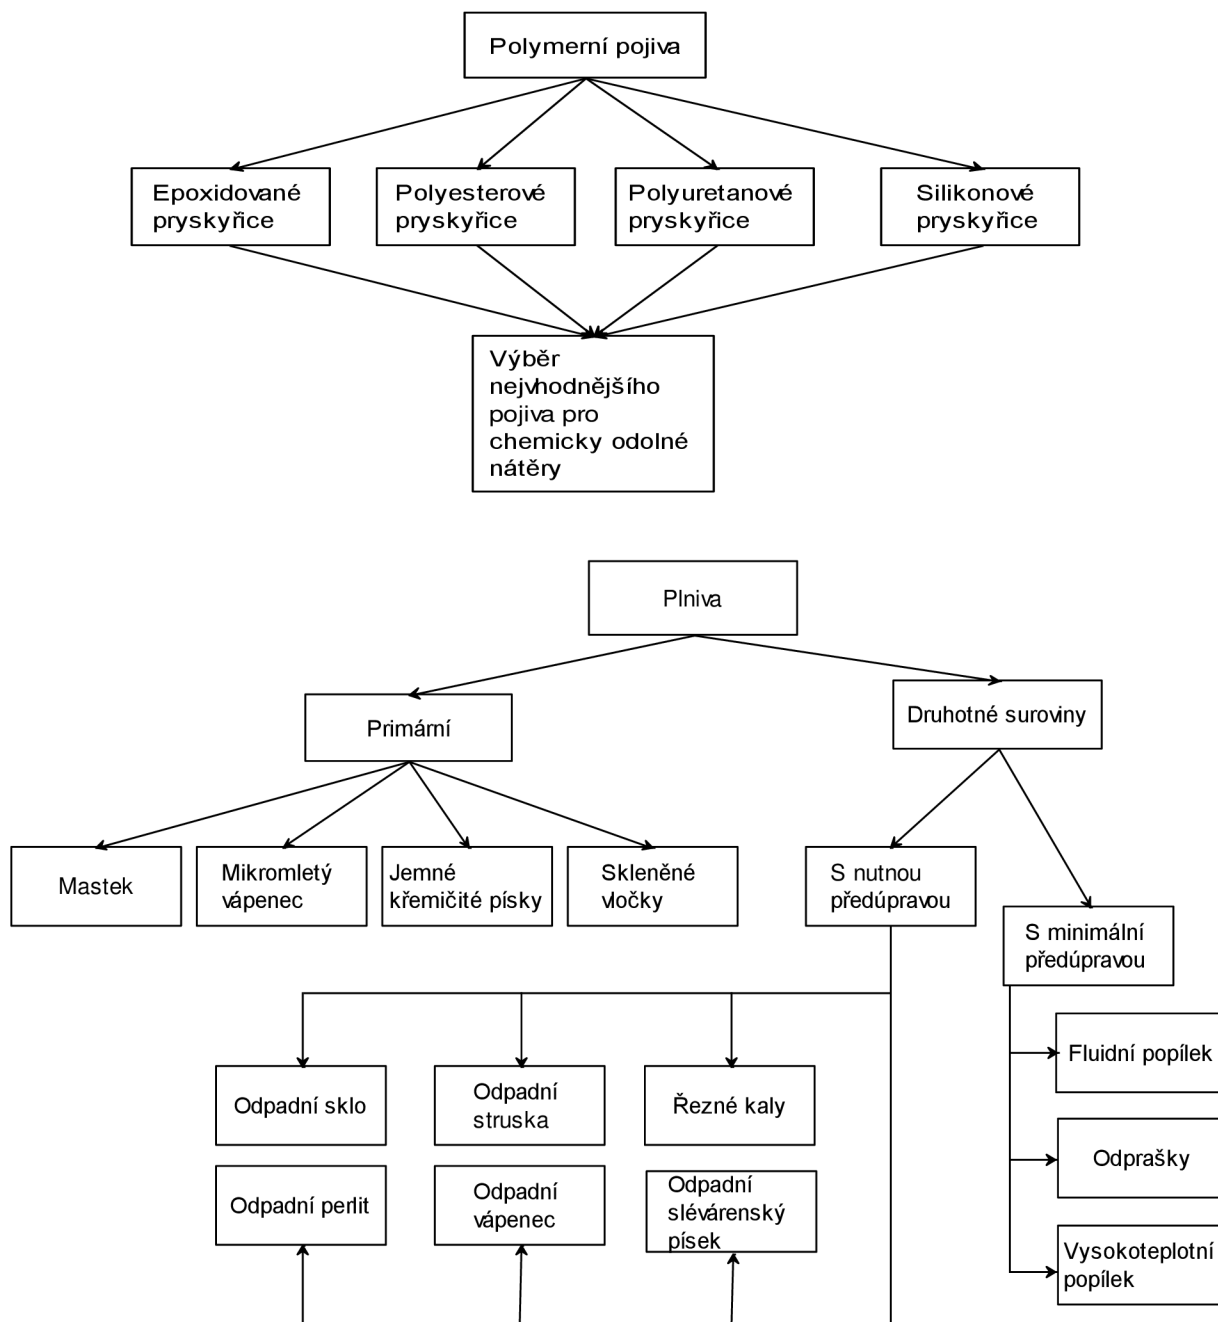 Polymerní pojiva
Epoxidované
pryskyřice
Polyesterové
pryskyřice
Polyuretanové
pryskyřice
Silikonové
pryskyřice
Výběr
nejvhodnějšího
pojiva pro
chemicky odolné
nátěry
Plniva
Primární
Druhotné suroviny
Mastek
Mikromletý
vápenec
Jemné
křemičité písky
Skleněné
vločky
S nutnou
předúpravou
S minimální
předúpravou
Odpadní sklo
Odpadní
struska
Řezné kaly
Fluidní popílek
Odpadní perlit
Odpadní
vápenec
Odpadní
slévárenský
písek
Odprašky
Vysokoteplotní
popílek